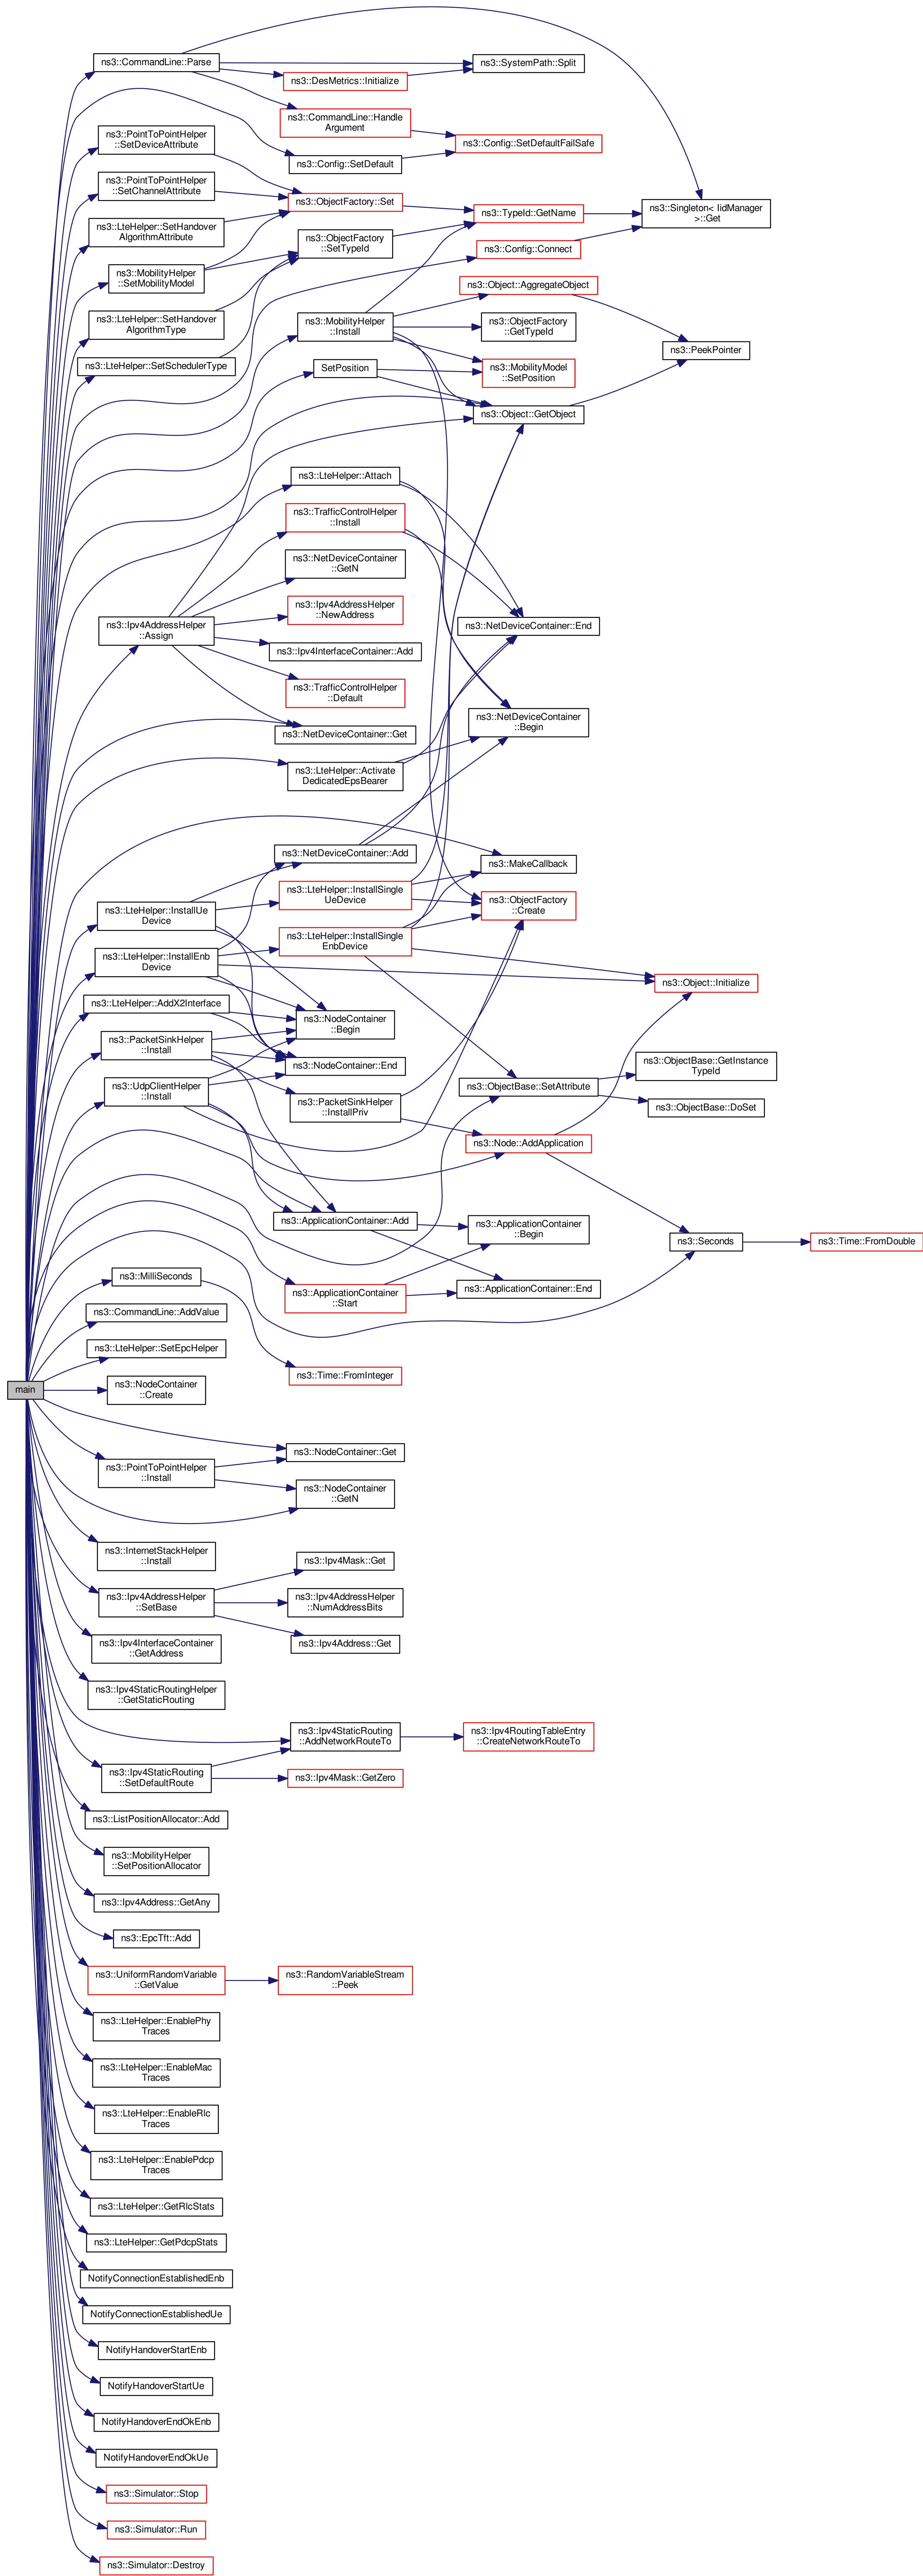 ns3::CommandLine::Parse
ns3::SystemPath::Split
ns3::DesMetrics::Initialize
ns3::CommandLine::Handle
Argument
ns3::Config::SetDefaultFailSafe
ns3::PointToPointHelper
::SetDeviceAttribute
ns3::Config::SetDefault
ns3::PointToPointHelper
::SetChannelAttribute
ns3::ObjectFactory::Set
ns3::TypeId::GetName
ns3::Singleton< IidManager
>::Get
ns3::LteHelper::SetHandover
AlgorithmAttribute
ns3::ObjectFactory
::SetTypeId
ns3::Config::Connect
ns3::MobilityHelper
::SetMobilityModel
ns3::Object::AggregateObject
ns3::LteHelper::SetHandover
AlgorithmType
ns3::MobilityHelper
::Install
ns3::ObjectFactory
::GetTypeId
ns3::PeekPointer
ns3::LteHelper::SetSchedulerType
SetPosition
ns3::MobilityModel
::SetPosition
ns3::Object::GetObject
ns3::LteHelper::Attach
ns3::TrafficControlHelper
::Install
ns3::NetDeviceContainer
::GetN
ns3::Ipv4AddressHelper
::NewAddress
ns3::Ipv4AddressHelper
::Assign
ns3::NetDeviceContainer::End
ns3::Ipv4InterfaceContainer::Add
ns3::TrafficControlHelper
::Default
ns3::NetDeviceContainer::Get
ns3::NetDeviceContainer
::Begin
ns3::LteHelper::Activate
DedicatedEpsBearer
ns3::NetDeviceContainer::Add
ns3::MakeCallback
ns3::LteHelper::InstallSingle
UeDevice
ns3::ObjectFactory
::Create
ns3::LteHelper::InstallUe
Device
ns3::LteHelper::InstallSingle
EnbDevice
ns3::LteHelper::InstallEnb
Device
ns3::Object::Initialize
ns3::LteHelper::AddX2Interface
ns3::NodeContainer
::Begin
ns3::PacketSinkHelper
::Install
ns3::NodeContainer::End
ns3::ObjectBase::GetInstance
TypeId
ns3::UdpClientHelper
::Install
ns3::ObjectBase::SetAttribute
ns3::PacketSinkHelper
::InstallPriv
ns3::ObjectBase::DoSet
ns3::Node::AddApplication
ns3::ApplicationContainer::Add
ns3::ApplicationContainer
::Begin
ns3::Seconds
ns3::Time::FromDouble
ns3::MilliSeconds
ns3::ApplicationContainer
::Start
ns3::ApplicationContainer::End
ns3::CommandLine::AddValue
ns3::LteHelper::SetEpcHelper
ns3::Time::FromInteger
main
ns3::NodeContainer
::Create
ns3::NodeContainer::Get
ns3::PointToPointHelper
::Install
ns3::NodeContainer
::GetN
ns3::InternetStackHelper
::Install
ns3::Ipv4Mask::Get
ns3::Ipv4AddressHelper
::SetBase
ns3::Ipv4AddressHelper
::NumAddressBits
ns3::Ipv4InterfaceContainer
::GetAddress
ns3::Ipv4Address::Get
ns3::Ipv4StaticRoutingHelper
::GetStaticRouting
ns3::Ipv4StaticRouting
::AddNetworkRouteTo
ns3::Ipv4RoutingTableEntry
::CreateNetworkRouteTo
ns3::Ipv4StaticRouting
::SetDefaultRoute
ns3::Ipv4Mask::GetZero
ns3::ListPositionAllocator::Add
ns3::MobilityHelper
::SetPositionAllocator
ns3::Ipv4Address::GetAny
ns3::EpcTft::Add
ns3::UniformRandomVariable
::GetValue
ns3::RandomVariableStream
::Peek
ns3::LteHelper::EnablePhy
Traces
ns3::LteHelper::EnableMac
Traces
ns3::LteHelper::EnableRlc
Traces
ns3::LteHelper::EnablePdcp
Traces
ns3::LteHelper::GetRlcStats
ns3::LteHelper::GetPdcpStats
NotifyConnectionEstablishedEnb
NotifyConnectionEstablishedUe
NotifyHandoverStartEnb
NotifyHandoverStartUe
NotifyHandoverEndOkEnb
NotifyHandoverEndOkUe
ns3::Simulator::Stop
ns3::Simulator::Run
ns3::Simulator::Destroy